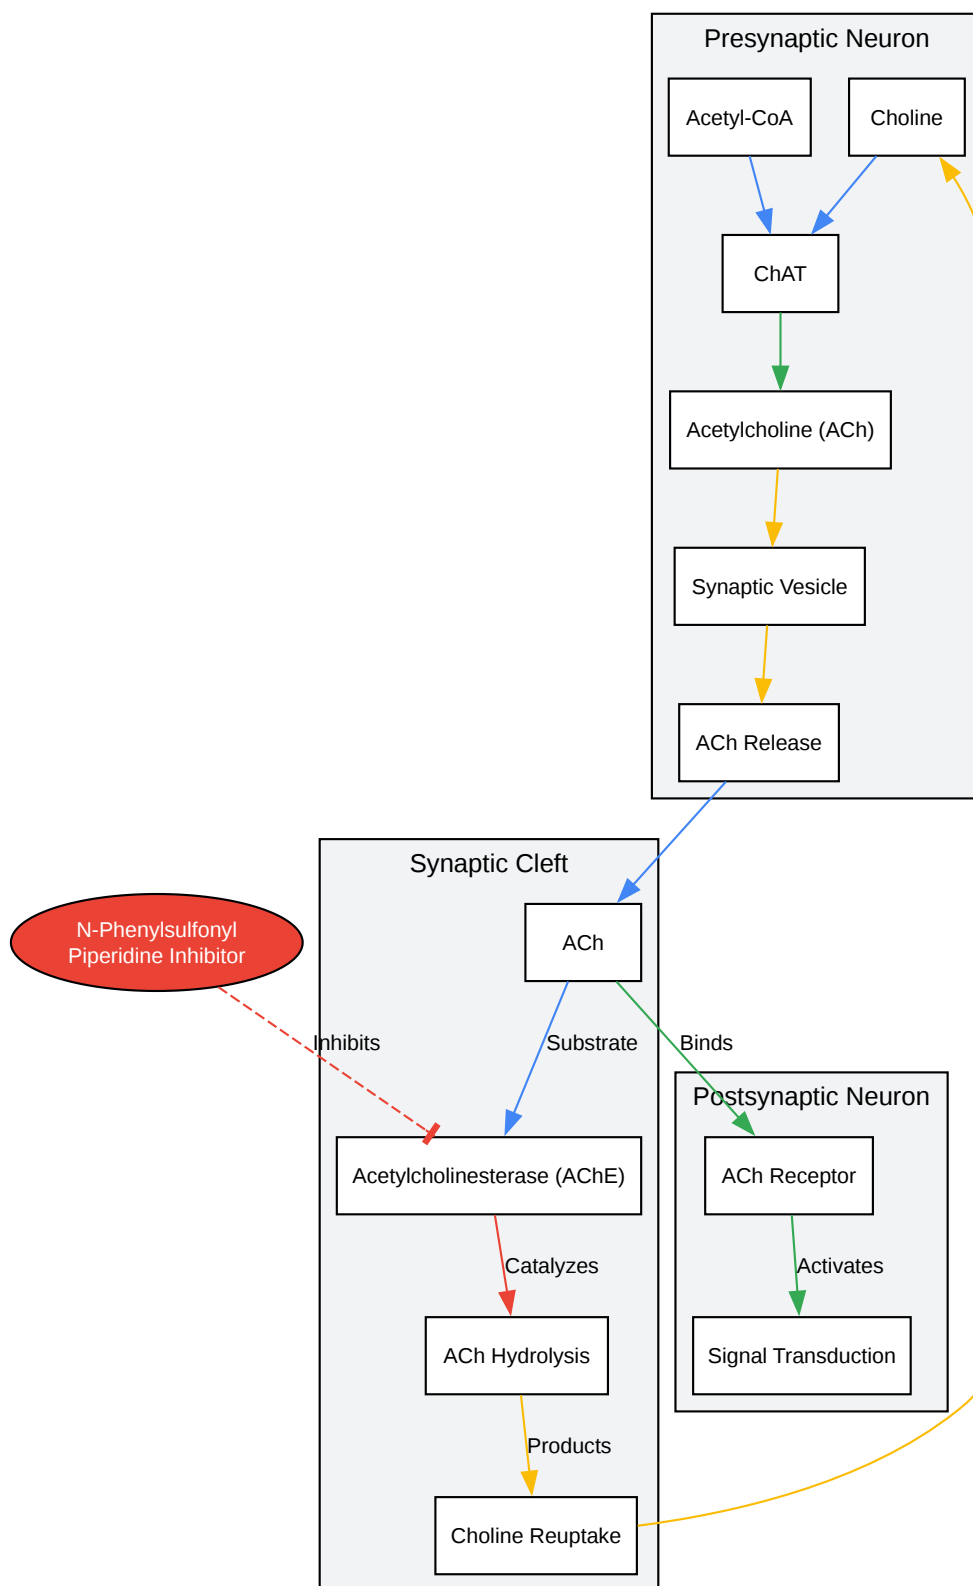 Presynaptic Neuron
Acetyl-CoA
Choline
ChAT
Acetylcholine (ACh)
Synaptic Vesicle
ACh Release
Synaptic Cleft
N-Phenylsulfonyl
Piperidine Inhibitor
ACh
Inhibits
Substrate
Binds
Postsynaptic Neuron
Acetylcholinesterase (AChE)
ACh Receptor
Catalyzes
Activates
ACh Hydrolysis
Signal Transduction
Products
Choline Reuptake